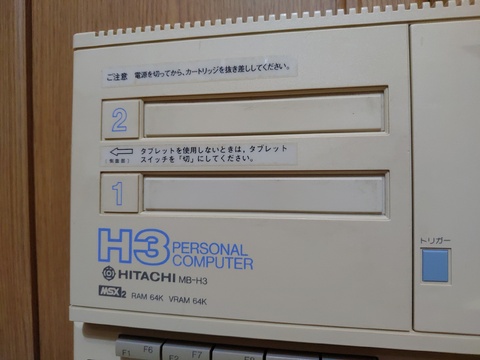 ご注意 電源を切ってから、カートリッジを抜き差ししてください。
2
タブレットを使用しないときは、タブレット
スイッチを「切」にしてください。
1
H3 PERSONAL
COMPUTER
HITACHI MB-H3
MSX2 RAM 64K VRAM 64K
トリガー
F1
F6
F7
F8